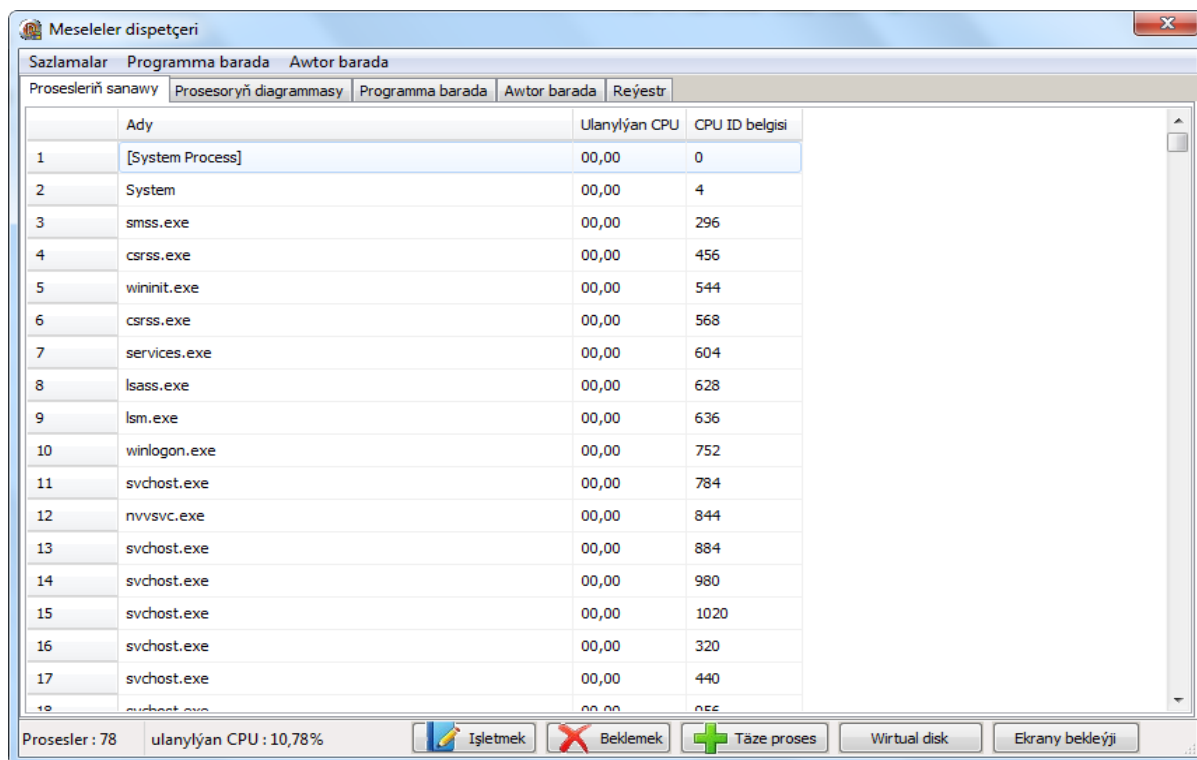 Meseleler dispetçeri
Sazlamalar Programma barada Awtor barada
Prosesleriň sanawy Prosesoryň diagrammasy Programma barada Awtor barada Reýestr
Ady Ulanylýan CPU CPU ID belgisi
1 [System Process] 00,00 0
2 System 00,00 4
3 smss.exe 00,00 296
4 csrss.exe 00,00 456
5 wininit.exe 00,00 544
6 csrss.exe 00,00 568
7 services.exe 00,00 604
8 lsass.exe 00,00 628
9 lsm.exe 00,00 636
10 winlogon.exe 00,00 752
11 svchost.exe 00,00 784
12 nvvsvc.exe 00,00 844
13 svchost.exe 00,00 884
14 svchost.exe 00,00 980
15 svchost.exe 00,00 1020
16 svchost.exe 00,00 320
17 svchost.exe 00,00 440
18 svchost.exe 00,00
Prosesler : 78 ulanylýan CPU : 10,78% Işletmek Beklemek Täze proses Wirtual disk Ekrany bekleýji